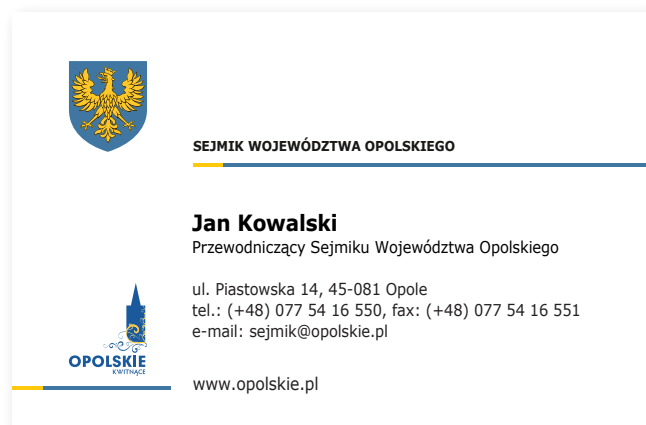 SEJMIK WOJEWÓDZTWA OPOLSKIEGO
Jan Kowalski
Przewodniczący Sejmiku Województwa Opolskiego
ul. Piastowska 14, 45-081 Opole
tel.: (+48) 077 54 16 550, fax: (+48) 077 54 16 551
e-mail: sejmik@opolskie.pl
OPOLSKIE
KWITNĄCE
www.opolskie.pl